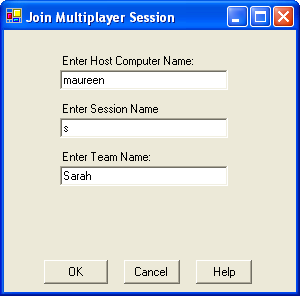 Join Multiplayer Session
Enter Host Computer Name:
maureen
Enter Session Name
s
Enter Team Name:
Sarah
OK Cancel Help